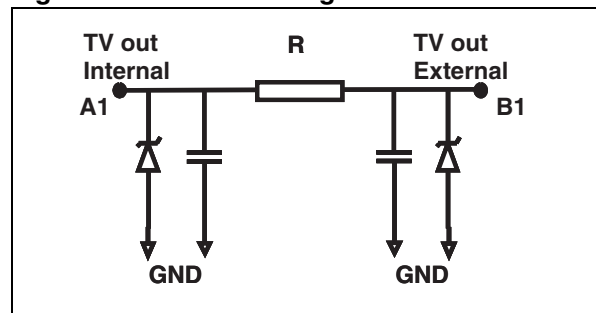 TV out
Internal
R
TV out
External
A1
B1
GND
GND